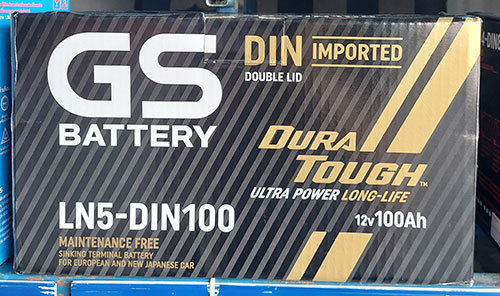 GS
BATTERY
DIN IMPORTED
DOUBLE LID
DURA
TOUGH™
ULTRA POWER LONG-LIFE
12V100Ah
LN5-DIN100
MAINTENANCE FREE
SINKING TERMINAL BATTERY
FOR EUROPEAN AND NEW JAPANESE CAR